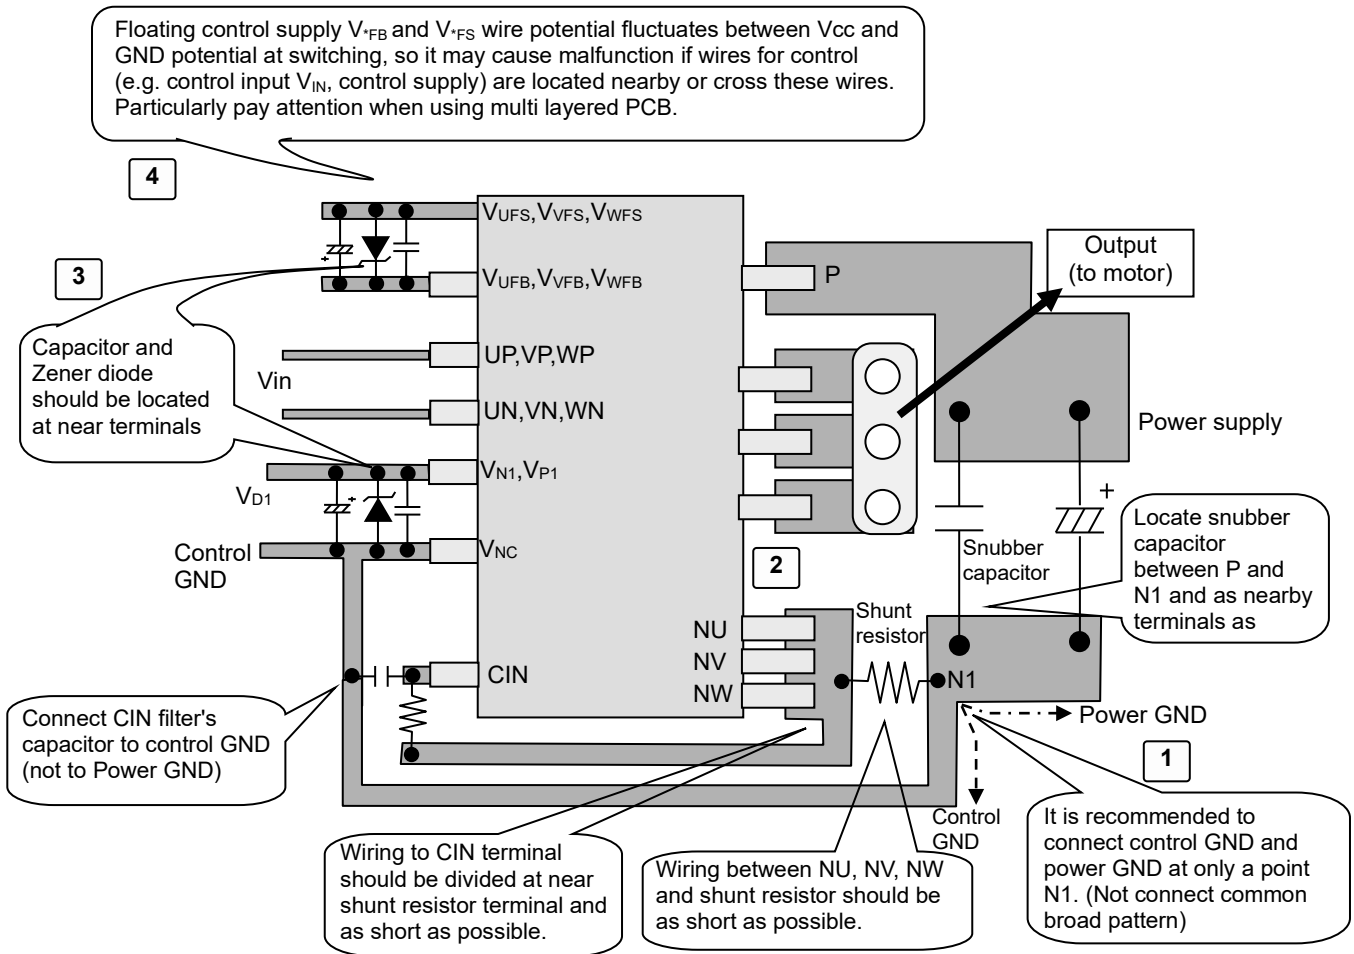 Floating control supply V*FB and V*FS wire potential fluctuates between Vcc and
GND potential at switching, so it may cause malfunction if wires for control
(e.g. control input VIN, control supply) are located nearby or cross these wires.
Particularly pay attention when using multi layered PCB.
4
VUFS,VVFS,VWFS
3
VUFB,VVFB,VWFB
P
Output
(to motor)
Capacitor and
Zener diode
should be located
at near terminals
Vin
UP,VP,WP
UN,VN,WN
Power supply
VD1
+
VN1,VP1
+
+
Control
GND
VNC
2
Snubber
capacitor
Locate snubber
capacitor
between P and
N1 and as nearby
terminals as
NU
NV
NW
Shunt
resistor
CIN
N1
Connect CIN filter's
capacitor to control GND
(not to Power GND)
Power GND
1
Control
GND
Wiring to CIN terminal
should be divided at near
shunt resistor terminal and
as short as possible.
Wiring between NU, NV, NW
and shunt resistor should be
as short as possible.
It is recommended to
connect control GND and
power GND at only a point
N1. (Not connect common
broad pattern)